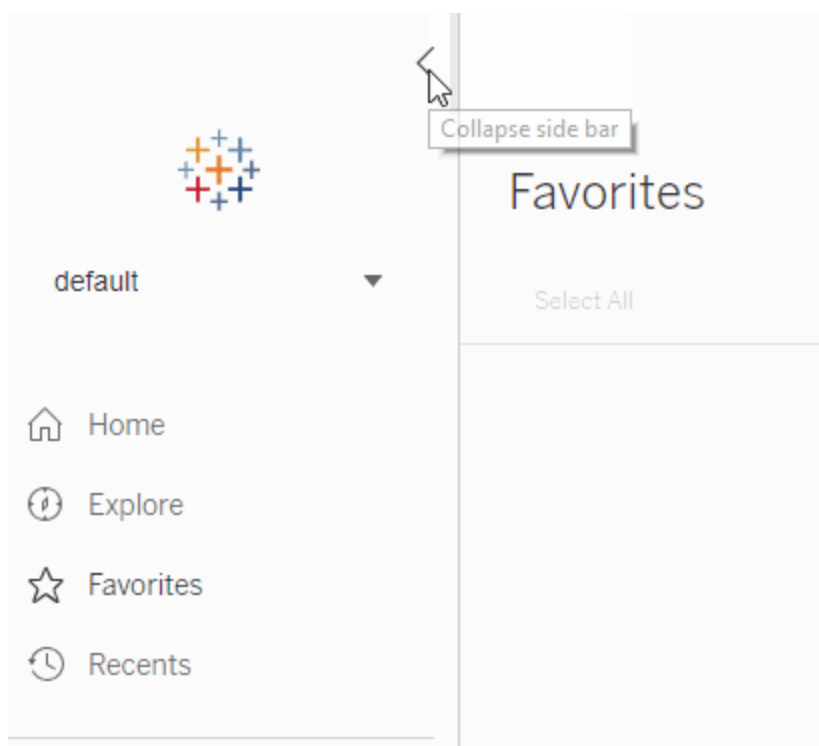 Collapse side bar
Favorites
default
Select All
Home
Explore
Favorites
Recents